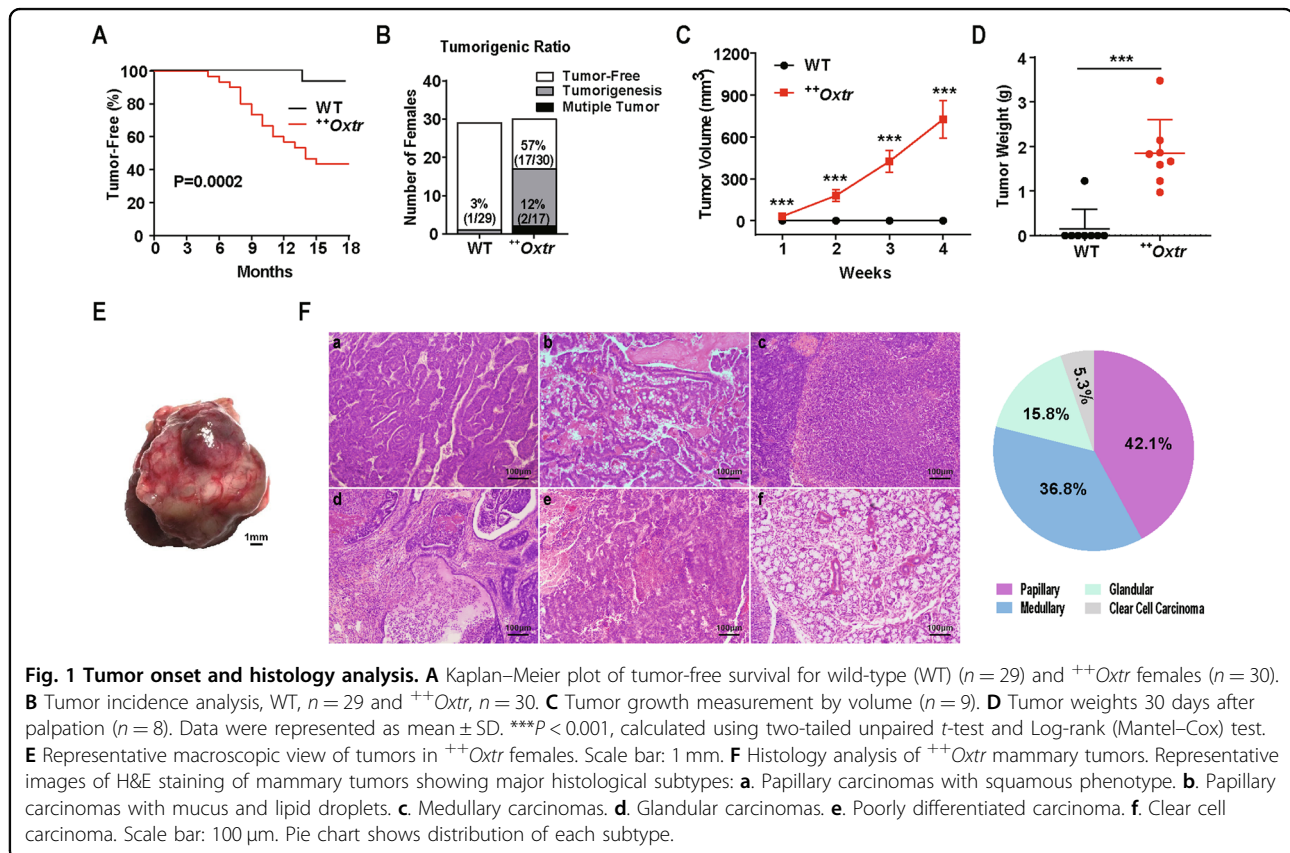 A
Tumor-Free (%)
100
80
60
40
20
0
0 3 6 9 12 15 18
Months
WT
++Oxtr
P=0.0002
B
Tumorigenic Ratio
Number of Females
40
30
20
10
0
Tumor-Free
Tumorigenesis
Mutiple Tumor
3%
(1/29)
57%
(17/30)
12%
(2/17)
WT ++Oxtr
C
Tumor Volume (mm3)
1200
900
600
300
0
WT
++Oxtr
***
***
***
***
1 2 3 4
Weeks
D
Tumor Weight (g)
4
3
2
1
0
***
WT ++Oxtr
E
1mm
F
a
100μm
b
100μm
c
100μm
d
100μm
e
100μm
f
100μm
5.3%
15.8%
42.1%
36.8%
Papillary Glandular
Medullary Clear Cell Carcinoma
Fig. 1 Tumor onset and histology analysis. A Kaplan–Meier plot of tumor-free survival for wild-type (WT) (n = 29) and ++Oxtr females (n = 30).
B Tumor incidence analysis, WT, n = 29 and ++Oxtr, n = 30. C Tumor growth measurement by volume (n = 9). D Tumor weights 30 days after
palpation (n = 8). Data were represented as mean ± SD. ***P < 0.001, calculated using two-tailed unpaired t-test and Log-rank (Mantel–Cox) test.
E Representative macroscopic view of tumors in ++Oxtr females. Scale bar: 1 mm. F Histology analysis of ++Oxtr mammary tumors. Representative
images of H&E staining of mammary tumors showing major histological subtypes: a. Papillary carcinomas with squamous phenotype. b. Papillary
carcinomas with mucus and lipid droplets. c. Medullary carcinomas. d. Glandular carcinomas. e. Poorly differentiated carcinoma. f. Clear cell
carcinoma. Scale bar: 100 μm. Pie chart shows distribution of each subtype.